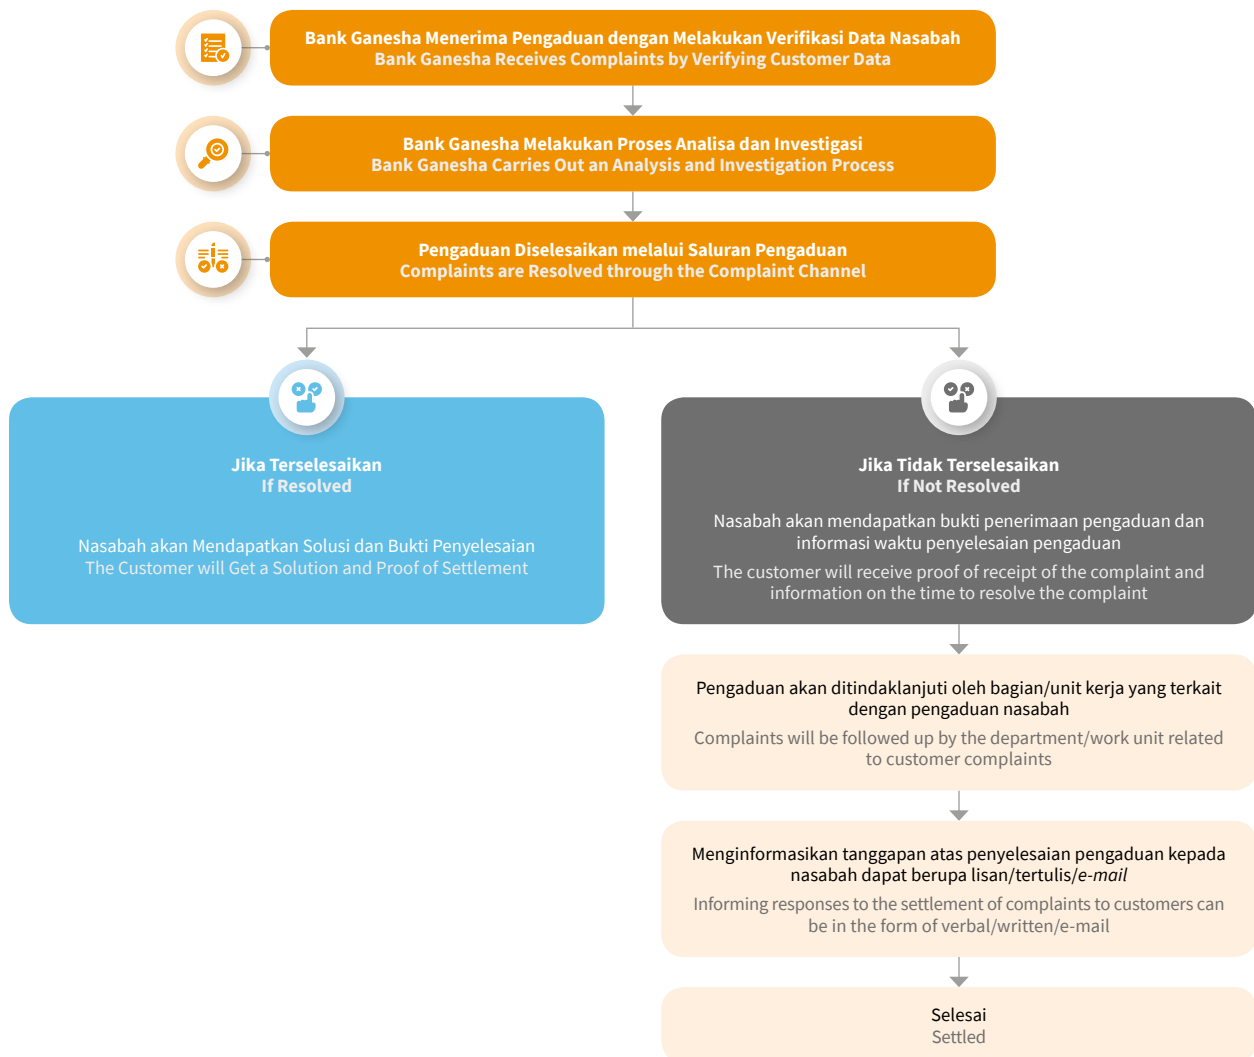 Bank Ganesha Menerima Pengaduan dengan Melakukan Verifikasi Data Nasabah
Bank Ganesha Receives Complaints by Verifying Customer Data
Bank Ganesha Melakukan Proses Analisa dan Investigasi
Bank Ganesha Carries Out an Analysis and Investigation Process
Pengaduan Diselesaikan melalui Saluran Pengaduan
Complaints are Resolved through the Complaint Channel
Jika Terselesaikan
If Resolved
Nasabah akan Mendapatkan Solusi dan Bukti Penyelesaian
The Customer will Get a Solution and Proof of Settlement
Jika Tidak Terselesaikan
If Not Resolved
Nasabah akan mendapatkan bukti penerimaan pengaduan dan
informasi waktu penyelesaian pengaduan
The customer will receive proof of receipt of the complaint and
information on the time to resolve the complaint
Pengaduan akan ditindaklanjuti oleh bagian/unit kerja yang terkait
dengan pengaduan nasabah
Complaints will be followed up by the department/work unit related
to customer complaints
Menginformasikan tanggapan atas penyelesaian pengaduan kepada
nasabah dapat berupa lisan/tertulis/e-mail
Informing responses to the settlement of complaints to customers can
be in the form of verbal/written/e-mail
Selesai
Settled